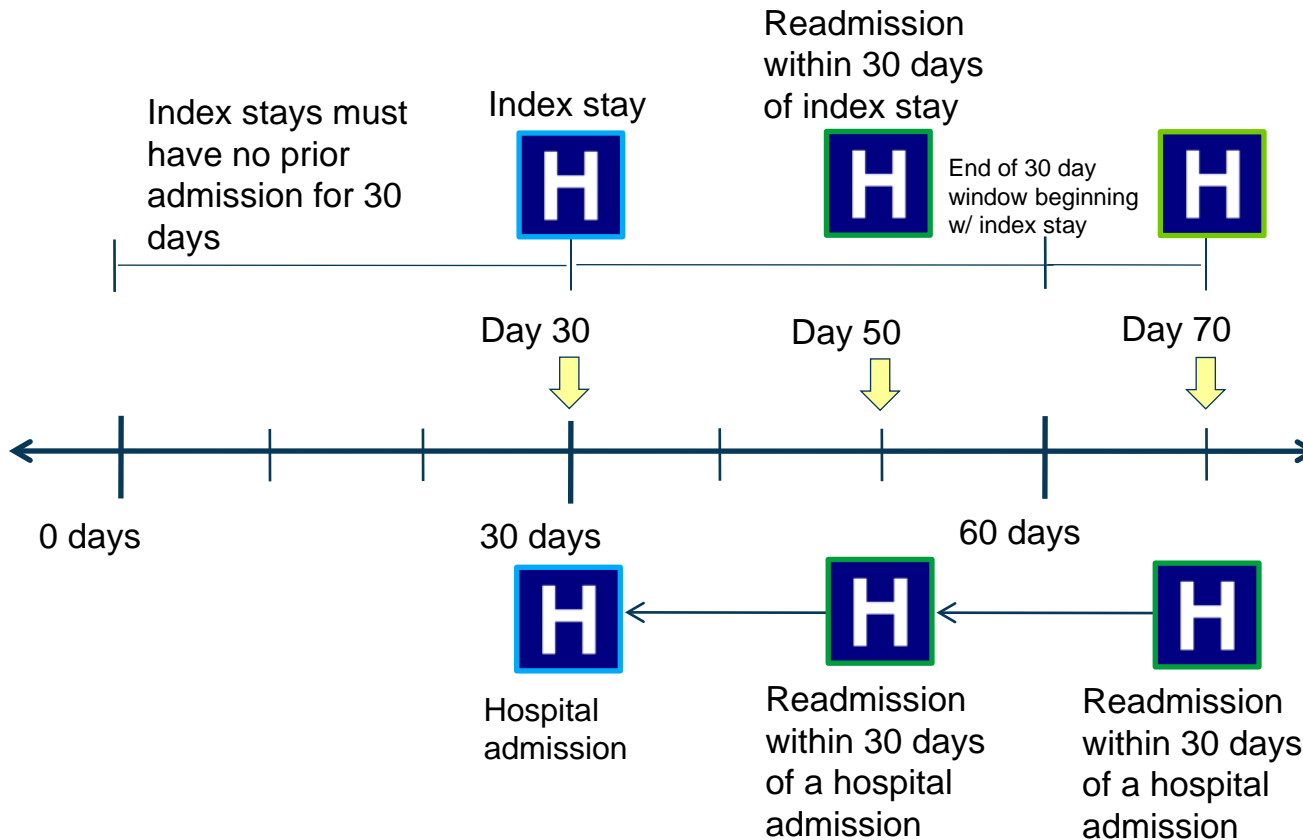 Readmission
within 30 days
of index stay
Index stays must
have no prior
admission for 30
days
Index stay
H
H
End of 30 day
window beginning
w/ index stay
H
Day 30
Day 50
Day 70
0 days
30 days
60 days
H
H
H
Hospital
admission
Readmission
within 30 days
of a hospital
admission
Readmission
within 30 days
of a hospital
admission